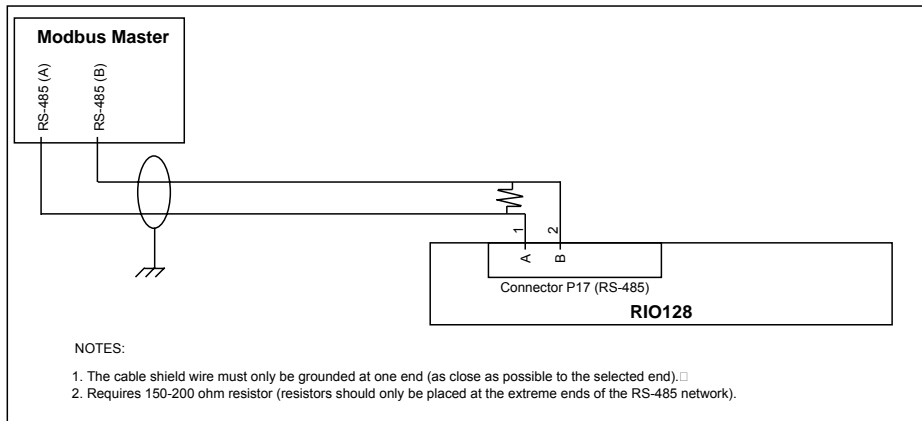 Modbus Master
RS-485 (A)
RS-485 (B)
1
2
A
B
Connector P17 (RS-485)
RIO128
NOTES:
1. The cable shield wire must only be grounded at one end (as close as possible to the selected end).□
2. Requires 150-200 ohm resistor (resistors should only be placed at the extreme ends of the RS-485 network).